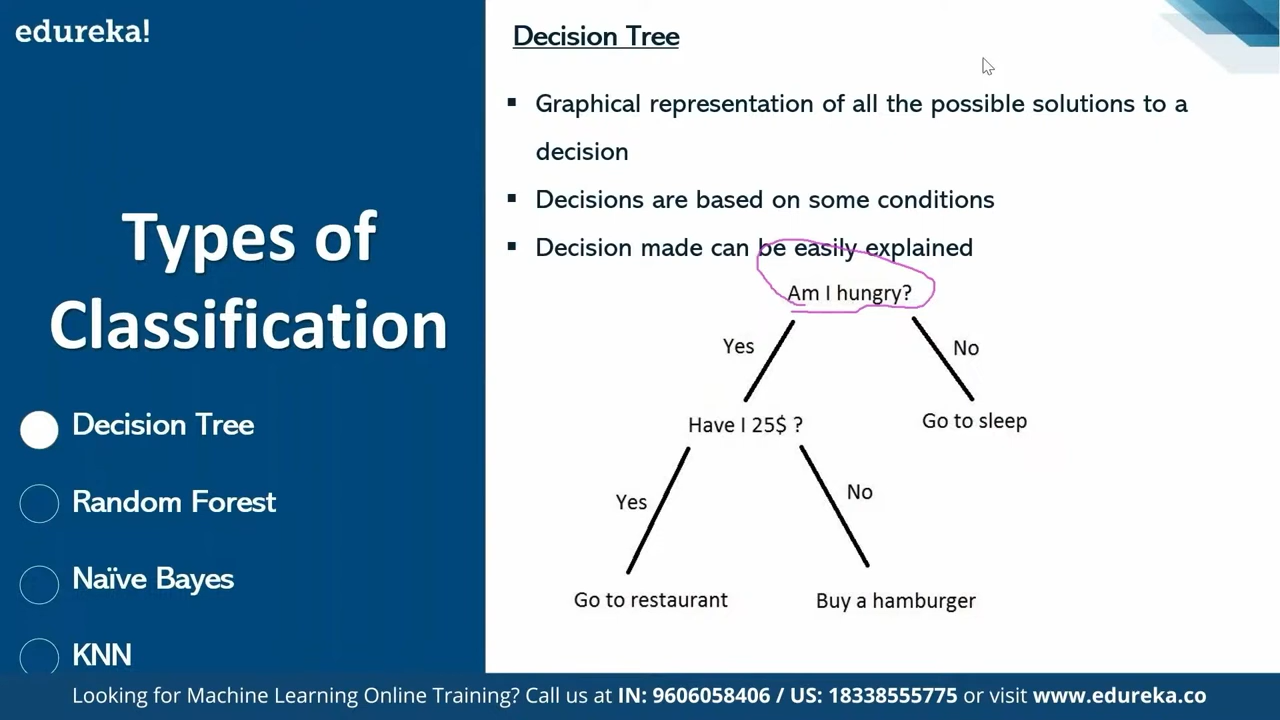 edureka!
Types of
Classification
Decision Tree
Random Forest
Naïve Bayes
KNN
Decision Tree
▪ Graphical representation of all the possible solutions to a
decision
▪ Decisions are based on some conditions
▪ Decision made can be easily explained
Am I hungry?
Yes
No
Have I 25$ ?
Go to sleep
Yes
No
Go to restaurant
Buy a hamburger
Looking for Machine Learning Online Training? Call us at IN: 9606058406 / US: 18338555775 or visit www.edureka.co